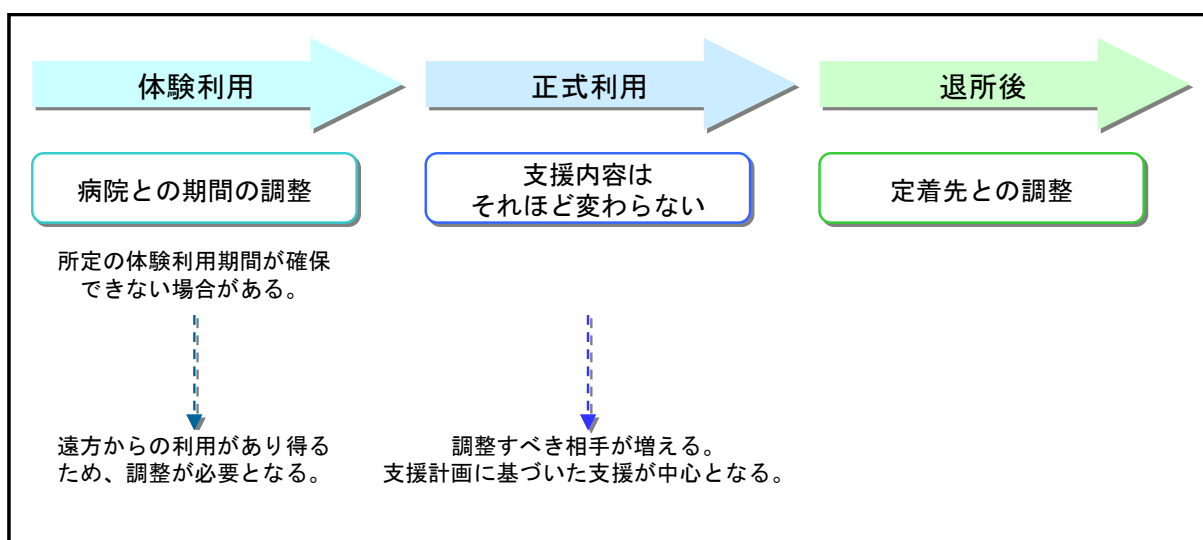 体験利用
正式利用
退所後
病院との期間の調整
支援内容は
それほど変わらない
定着先との調整
所定の体験利用期間が確保
できない場合がある。
遠方からの利用があり得る
ため、調整が必要となる。
調整すべき相手が増える。
支援計画に基づいた支援が中心となる。